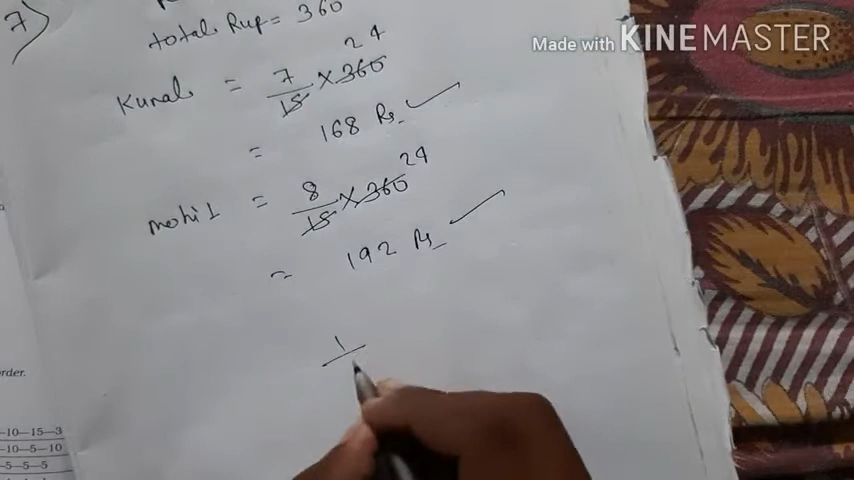 Made with KINEMASTER
7)
total Rup = 360
24
Kunal = 7/15 × 360
= 168 Rs
24
mohit = 8/15 × 360
= 192 Rs
1
rder.
-10-15-3
-10-5-10
-5-5-5